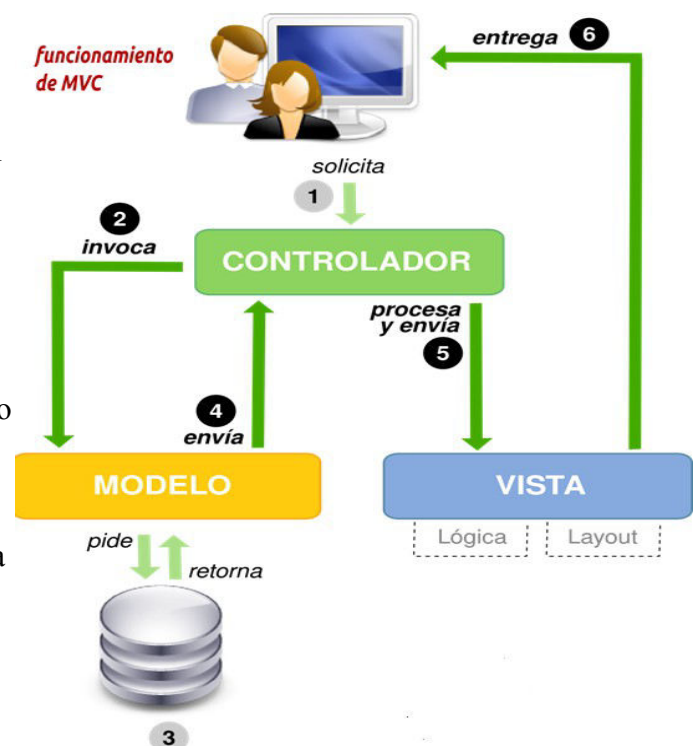 funcionamiento
de MVC
entrega 6
solicita
1
2
invoca
CONTROLADOR
procesa
y envía
5
4
envía
o
MODELO
VISTA
Lógica
Layout
pide
retorna
a
3